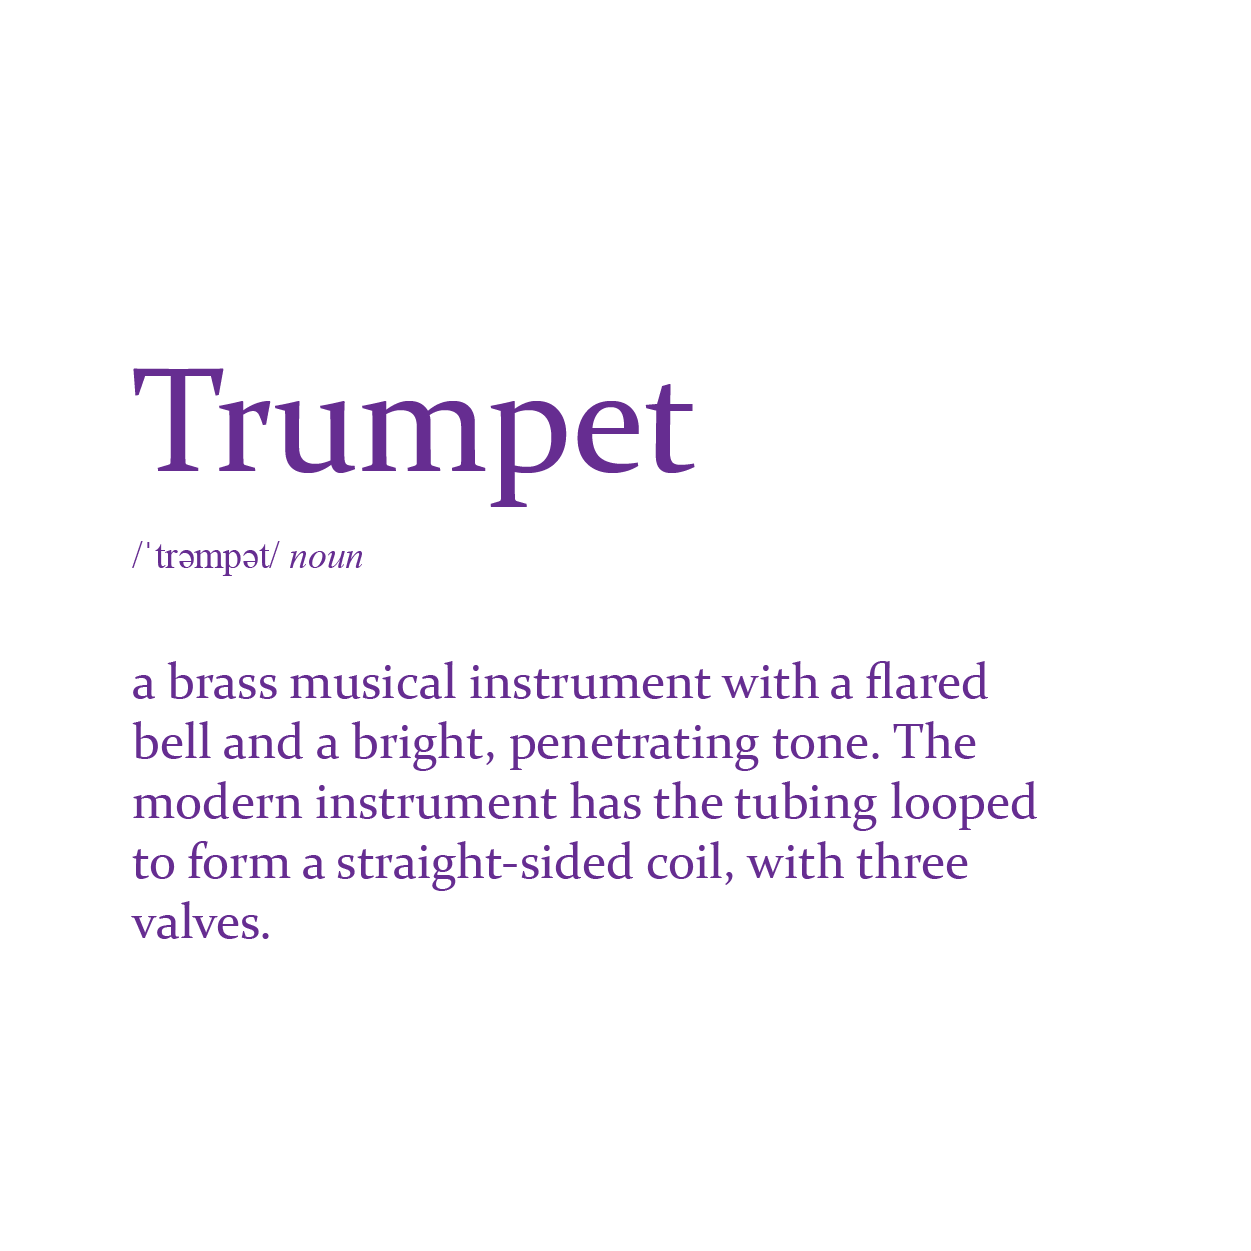 Trumpet
/ˈtrəmpət/ noun
a brass musical instrument with a flared
bell and a bright, penetrating tone. The
modern instrument has the tubing looped
to form a straight-sided coil, with three
valves.